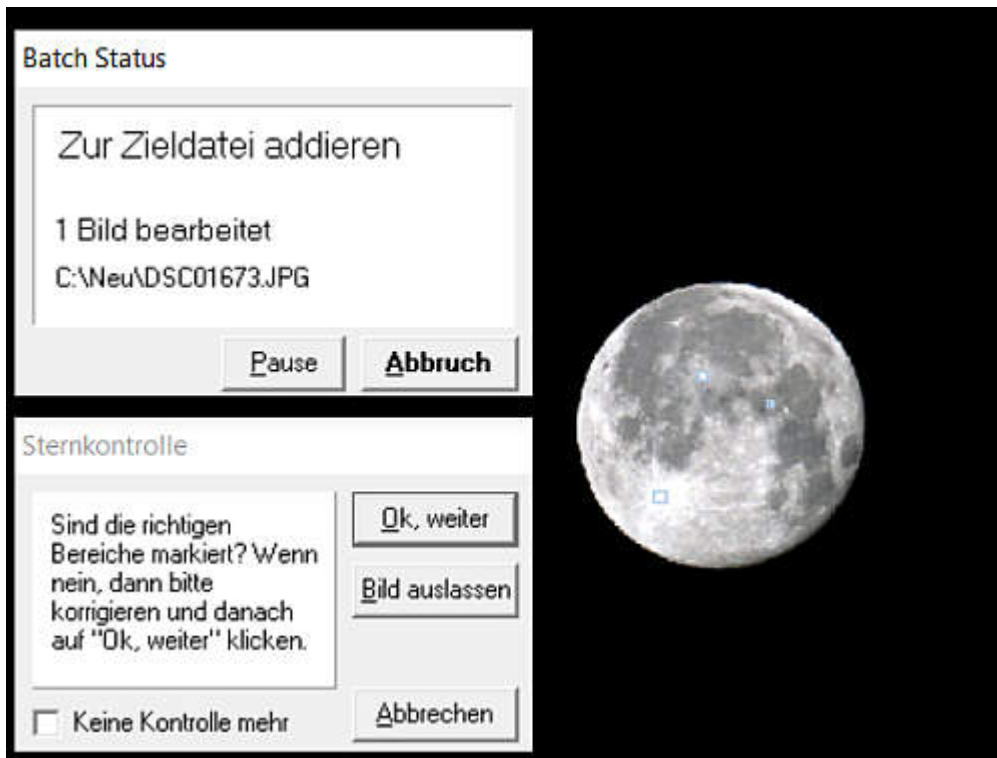 Batch Status
Zur Zieldatei addieren
1 Bild bearbeitet
C:\Neu\DSC01673.JPG
Pause
Abbruch
Sternkontrolle
Sind die richtigen
Bereiche markiert? Wenn
nein, dann bitte
korrigieren und danach
auf "Ok, weiter" klicken.
Ok, weiter
Bild auslassen
Keine Kontrolle mehr
Abbrechen